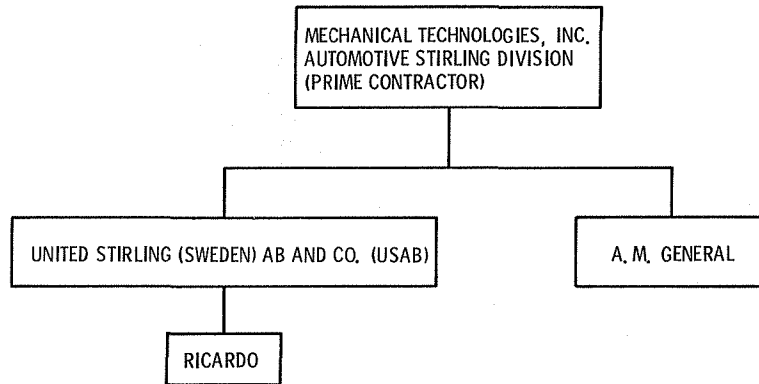 MECHANICAL TECHNOLOGIES, INC.
AUTOMOTIVE STIRLING DIVISION
(PRIME CONTRACTOR)
UNITED STIRLING (SWEDEN) AB AND CO. (USAB)
A. M. GENERAL
RICARDO